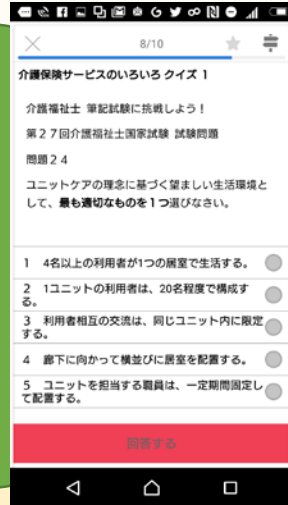 8/10
介護保険サービスのいろいろ クイズ 1
介護福祉士 筆記試験に挑戦しよう！
第２７回介護福祉士国家試験 試験問題
問題２４
ユニットケアの理念に基づく望ましい生活環境と
して、最も適切なものを１つ選びなさい。
1 4名以上の利用者が1つの居室で生活する。
2 1ユニットの利用者は、20名程度で構成す
る。
3 利用者相互の交流は、同じユニット内に限定
する。
4 廊下に向かって横並びに居室を配置する。
5 ユニットを担当する職員は、一定期間固定し
て配置する。
回答する